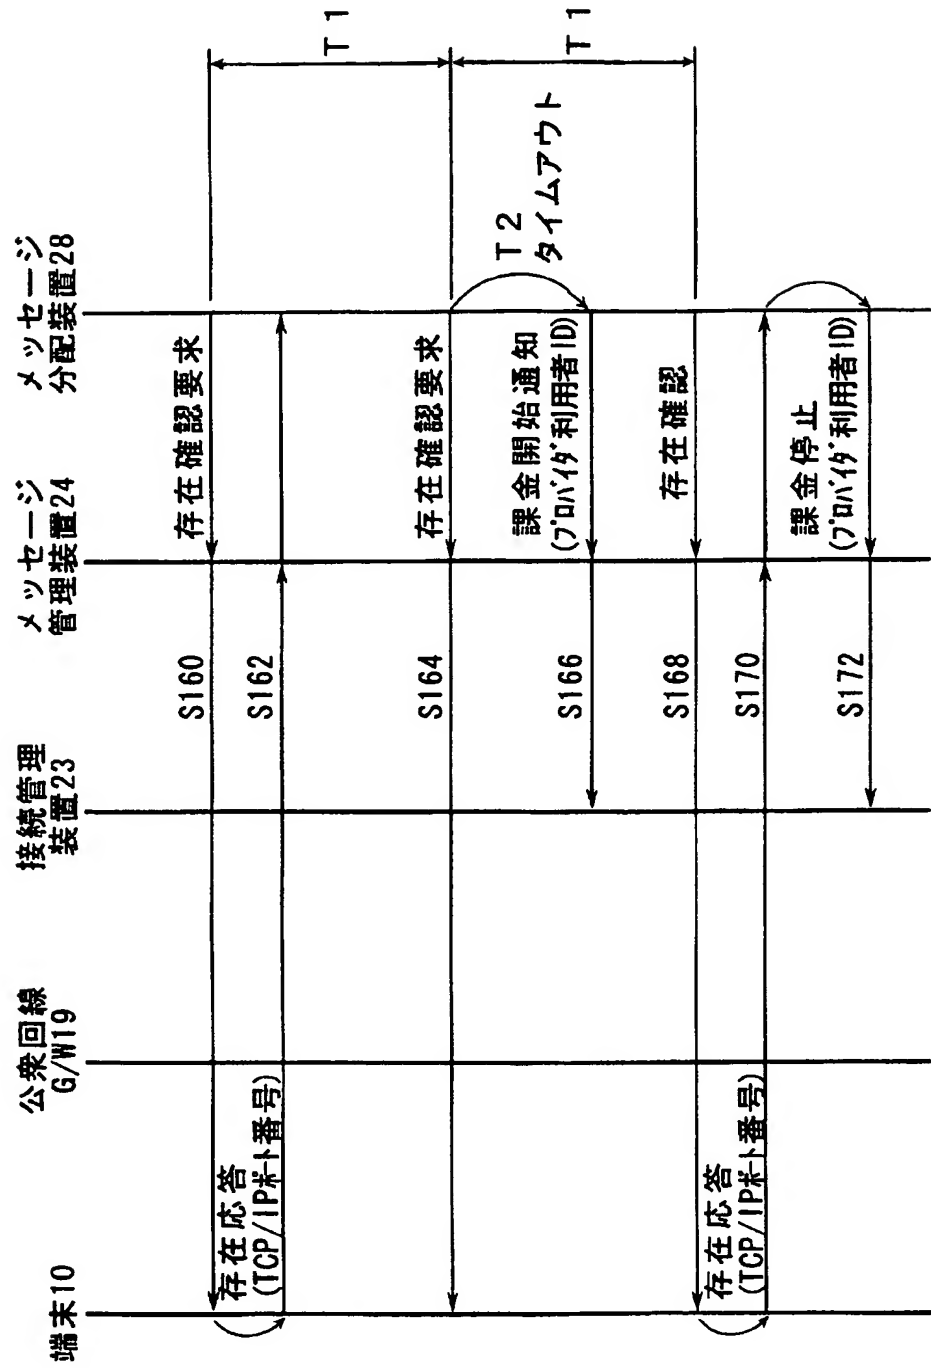 端末10
公衆回線
G/W19
接続管理
装置23
メッセージ
管理装置24
メッセージ
分配装置28
S160
存在確認要求
存在応答
(TCP/IPポート番号)
S162
T1
S164
存在確認要求
T2
タイムアウト
S166
課金開始通知
(プロバイダ利用者ID)
T1
S168
存在確認
存在応答
(TCP/IPポート番号)
S170
S172
課金停止
(プロバイダ利用者ID)